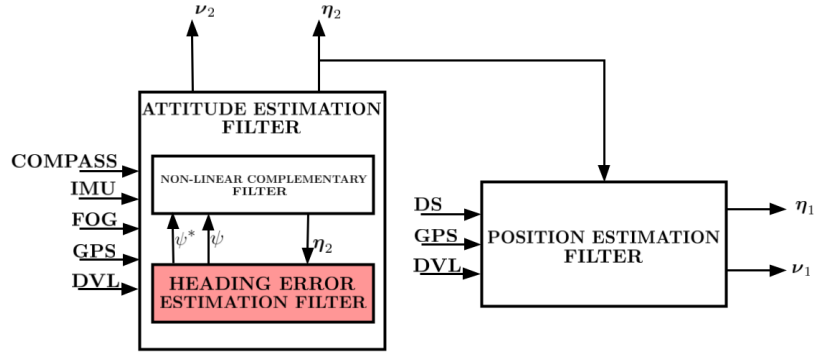 ν₂
η₂
ATTITUDE ESTIMATION
FILTER
COMPASS
IMU
FOG
GPS
DVL
NON-LINEAR COMPLEMENTARY
FILTER
ψ*
ψ
η₂
HEADING ERROR
ESTIMATION FILTER
DS
GPS
DVL
POSITION ESTIMATION
FILTER
η₁
ν₁